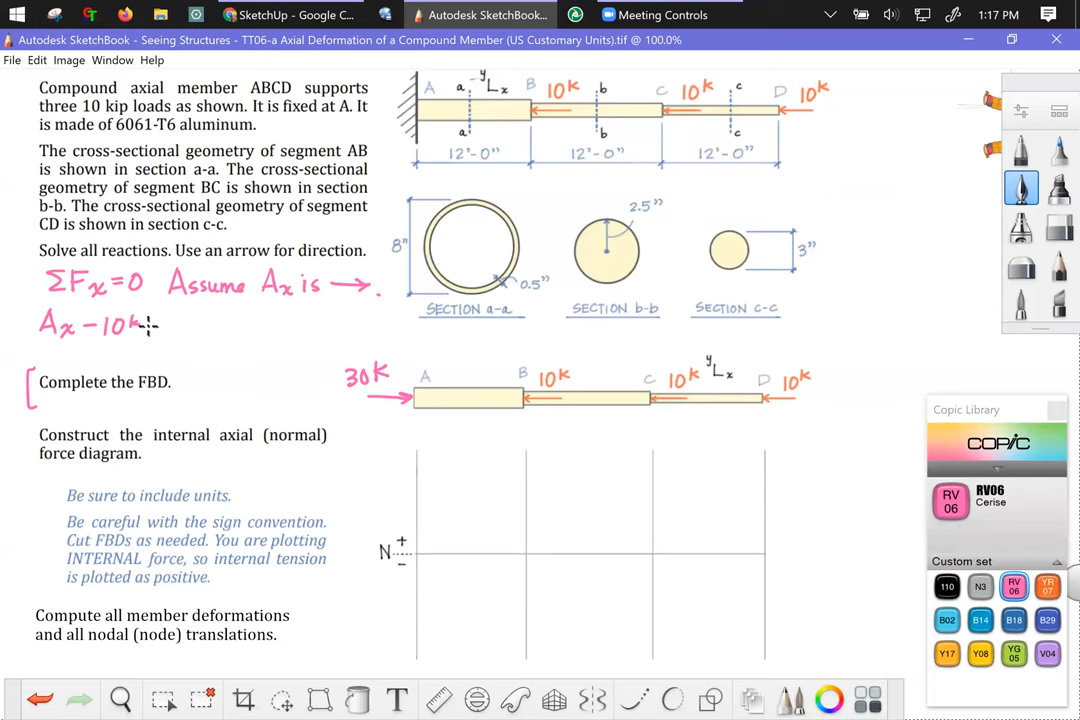 SketchUp - Google C...
Autodesk SketchBook...
Meeting Controls
1:17 PM
Autodesk SketchBook - Seeing Structures - TT06-a Axial Deformation of a Compound Member (US Customary Units).tif @ 100.0%
File Edit Image Window Help
Compound axial member ABCD supports
three 10 kip loads as shown. It is fixed at A. It
is made of 6061-T6 aluminum.
The cross-sectional geometry of segment AB
is shown in section a-a. The cross-sectional
geometry of segment BC is shown in section
b-b. The cross-sectional geometry of segment
CD is shown in section c-c.
Solve all reactions. Use an arrow for direction.
ΣFx=0 Assume Ax is →.
Ax - 10k
A a y x B 10k b C 10k c D 10k
a b c
12'-0" 12'-0" 12'-0"
8" 0.5" 2.5" 3"
SECTION a-a SECTION b-b SECTION c-c
Complete the FBD.
30k A B 10k C 10k y x D 10k
Construct the internal axial (normal)
force diagram.
Be sure to include units.
Be careful with the sign convention.
Cut FBDs as needed. You are plotting
INTERNAL force, so internal tension
is plotted as positive.
N + -
Compute all member deformations
and all nodal (node) translations.
Copic Library
COPIC
RV06
Cerise
RV
06
Custom set
110 N3 RV 06 YR 07
B02 B14 B18 B29
Y17 Y08 YG 05 V04
T